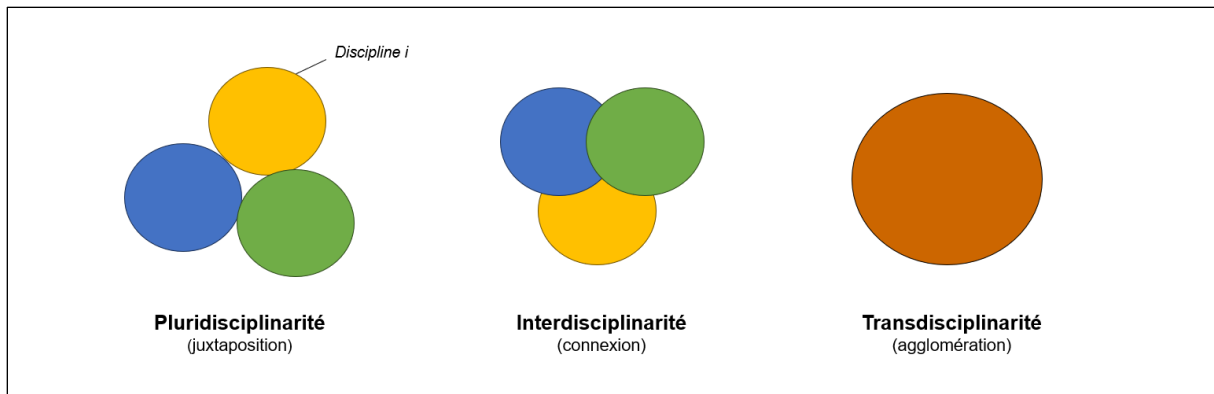 Discipline i
Pluridisciplinarité
(juxtaposition)
Interdisciplinarité
(connexion)
Transdisciplinarité
(agglomération)